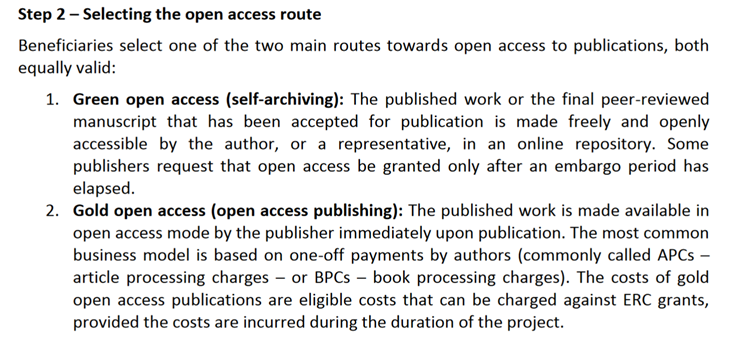 Step 2 – Selecting the open access route
Beneficiaries select one of the two main routes towards open access to publications, both
equally valid:
1. Green open access (self-archiving): The published work or the final peer-reviewed
manuscript that has been accepted for publication is made freely and openly
accessible by the author, or a representative, in an online repository. Some
publishers request that open access be granted only after an embargo period has
elapsed.
2. Gold open access (open access publishing): The published work is made available in
open access mode by the publisher immediately upon publication. The most common
business model is based on one-off payments by authors (commonly called APCs –
article processing charges – or BPCs – book processing charges). The costs of gold
open access publications are eligible costs that can be charged against ERC grants,
provided the costs are incurred during the duration of the project.